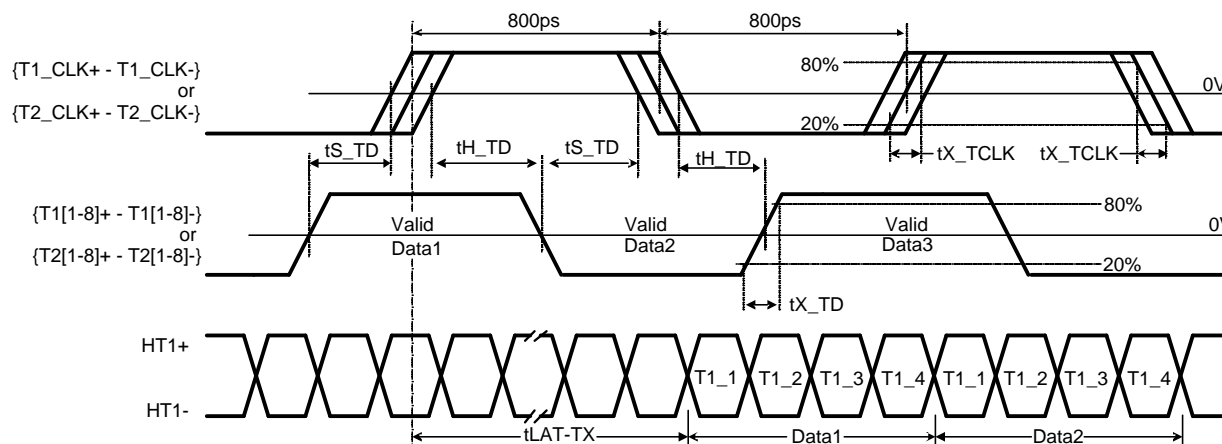 800ps 800ps
{T1_CLK+ - T1_CLK-}
or
{T2_CLK+ - T2_CLK-}
80%
0V
20%
tS_TD tH_TD tS_TD tH_TD tX_TCLK tX_TCLK
{T1[1-8]+ - T1[1-8]-}
or
{T2[1-8]+ - T2[1-8]-}
Valid Data1
Valid Data2
Valid Data3
80%
0V
20%
tX_TD
HT1+
HT1-
T1_1 T1_2 T1_3 T1_4 T1_1 T1_2 T1_3 T1_4
tLAT-TX Data1 Data2